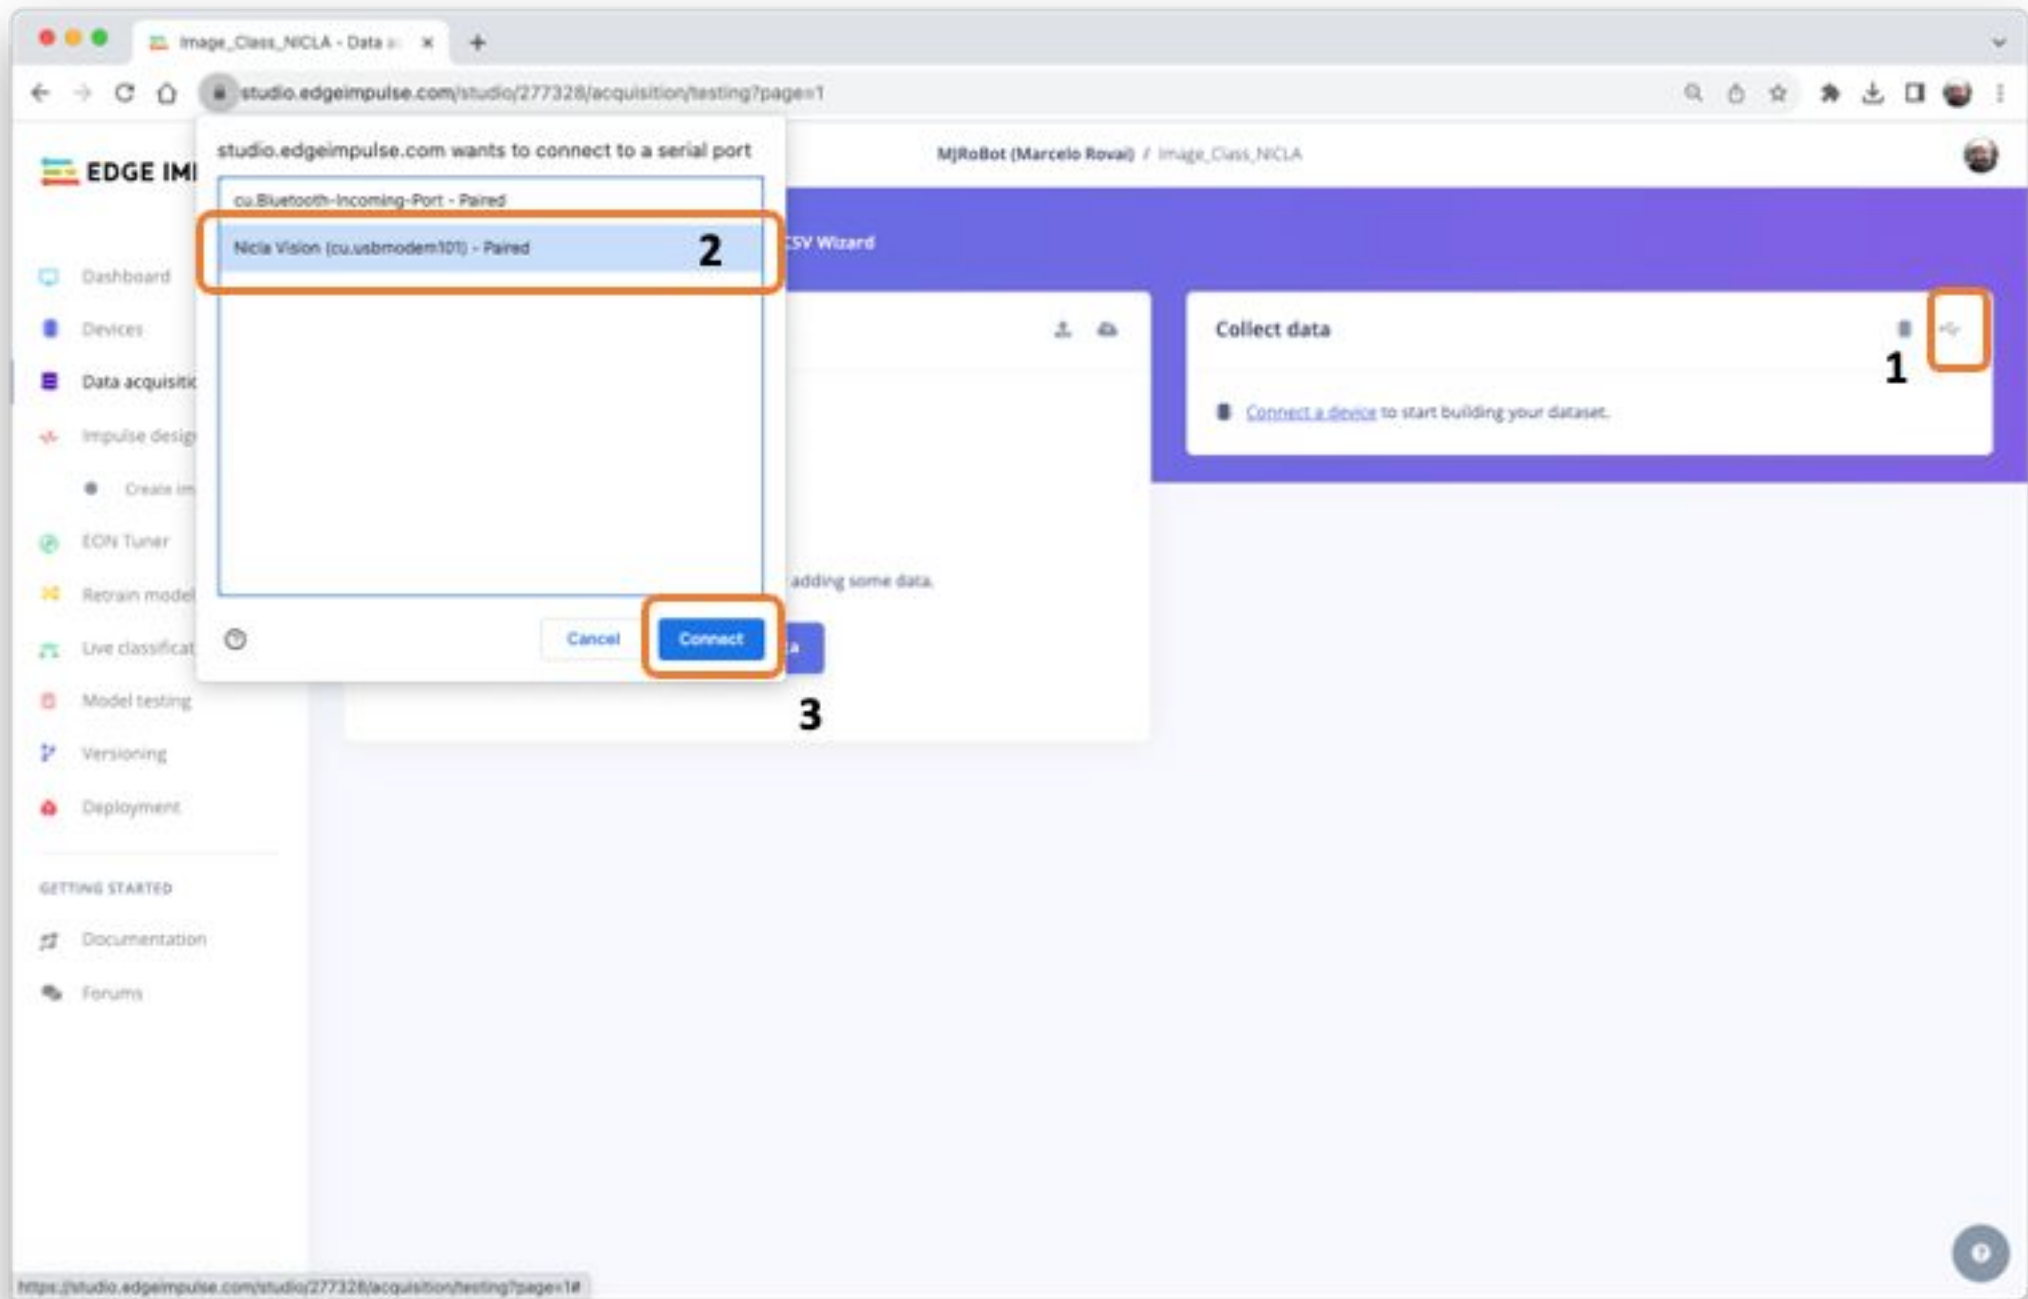 Image_Class_NICLA - Data a
studio.edgeimpulse.com/studio/277328/acquisition/testing?page=1
EDGE IM
studio.edgeimpulse.com wants to connect to a serial port
cu.Bluetooth-Incoming-Port - Paired
Nicla Vision (cu.usbmodem101) - Paired
2
Cancel
Connect
3
MJRoBot (Marcelo Rovai) / Image_Class_NICLA
CSV Wizard
Collect data
1
Connect a device to start building your dataset.
adding some data.
a
Dashboard
Devices
Data acquisitic
Impulse desig
Create im
EON Tuner
Retrain model
Live classificat
Model testing
Versioning
Deployment
GETTING STARTED
Documentation
Forums
https://studio.edgeimpulse.com/studio/277328/acquisition/testing?page=1#